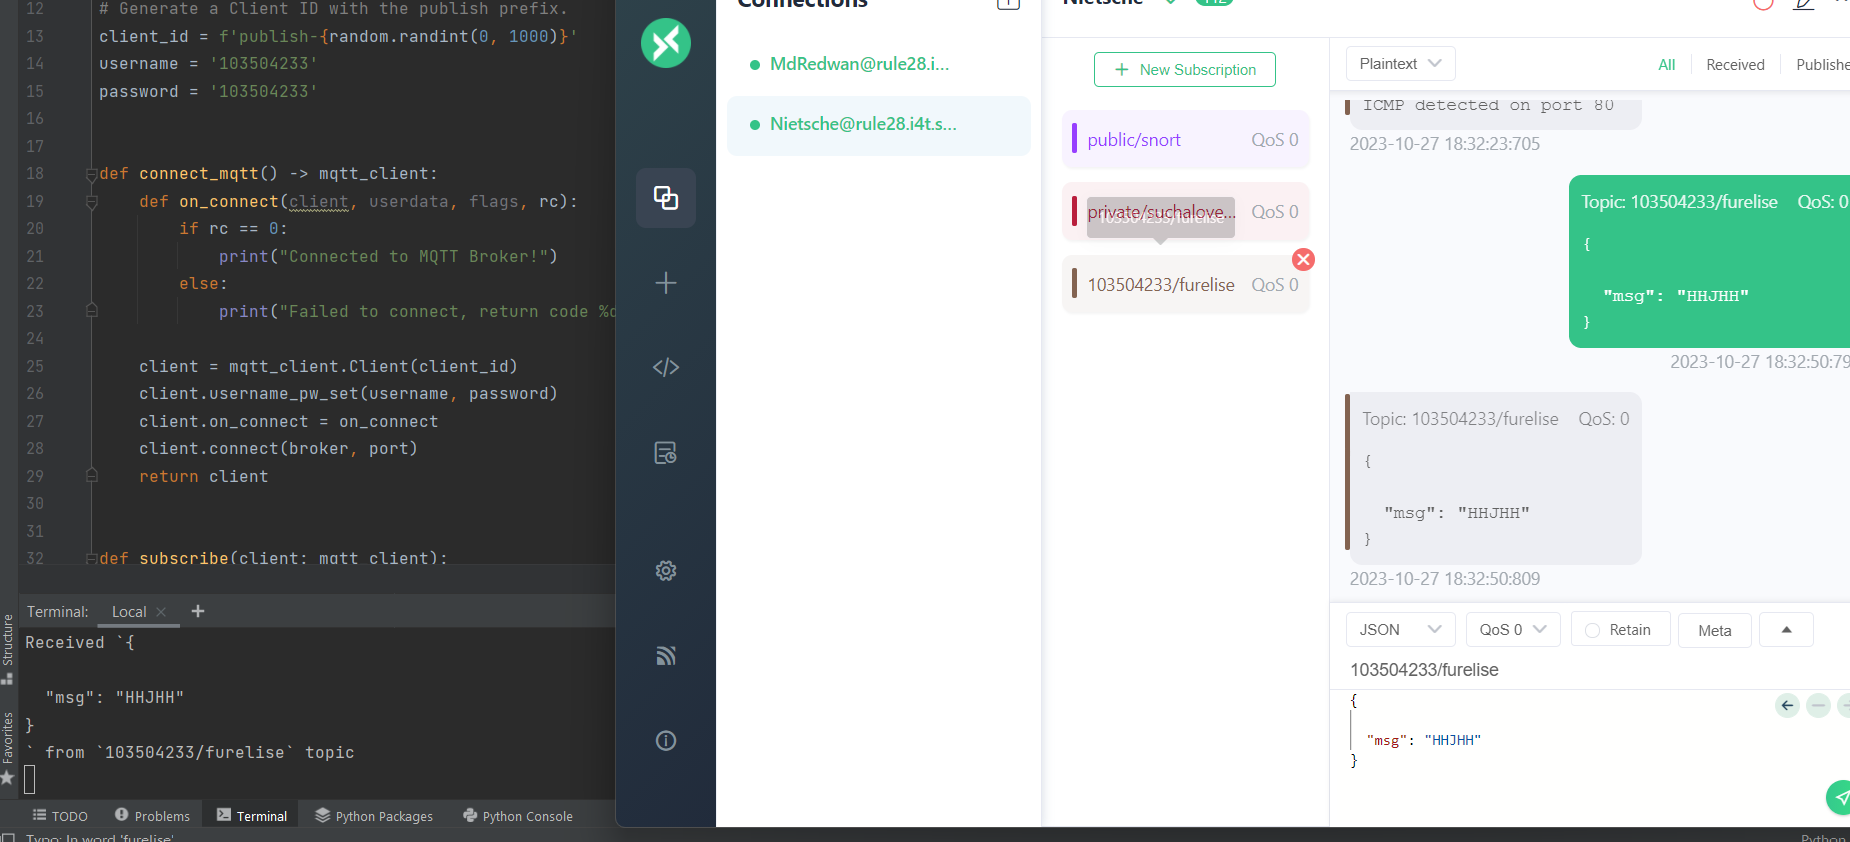 12 # Generate a Client ID with the publish prefix.
13 client_id = f'publish-{random.randint(0, 1000)}'
14 username = '103504233'
15 password = '103504233'
16
17
18 def connect_mqtt() -> mqtt_client:
19 def on_connect(client, userdata, flags, rc):
20 if rc == 0:
21 print("Connected to MQTT Broker!")
22 else:
23 print("Failed to connect, return code %d
24
25 client = mqtt_client.Client(client_id)
26 client.username_pw_set(username, password)
27 client.on_connect = on_connect
28 client.connect(broker, port)
29 return client
30
31
32 def subscribe(client: mqtt_client):
Structure
Favorites
Terminal: Local
Received `{
"msg": "HHJHH"
}
` from `103504233/furelise` topic
TODO Problems Terminal Python Packages Python Console
Typo: In word 'furelise'
Connections
MdRedwan@rule28.i...
Nietsche@rule28.i4t.s...
Nietsche 112
New Subscription
public/snort QoS 0
private/suchalove... QoS 0
103504233/furelise
103504233/furelise QoS 0
Plaintext All Received Publishe
ICMP detected on port 80
2023-10-27 18:32:23:705
Topic: 103504233/furelise QoS: 0
{
"msg": "HHJHH"
}
2023-10-27 18:32:50:79
Topic: 103504233/furelise QoS: 0
{
"msg": "HHJHH"
}
2023-10-27 18:32:50:809
JSON QoS 0 Retain Meta
103504233/furelise
{
"msg": "HHJHH"
}
Python